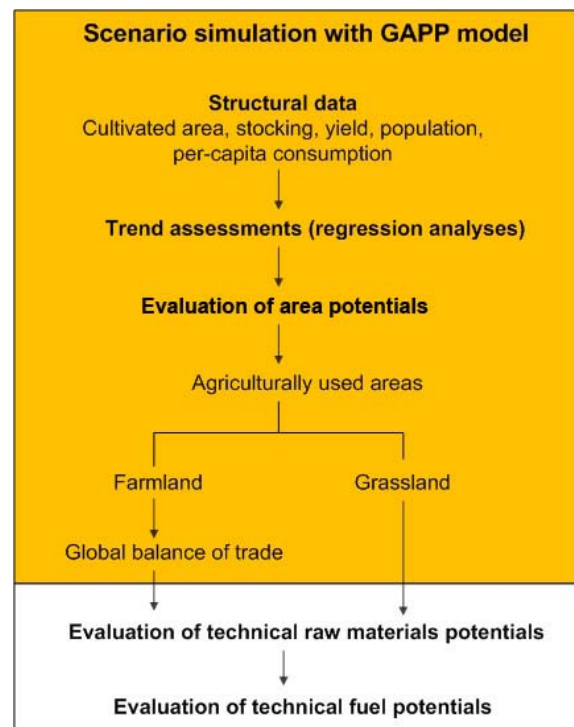 Scenario simulation with GAPP model
Structural data
Cultivated area, stocking, yield, population,
per-capita consumption
Trend assessments (regression analyses)
Evaluation of area potentials
Agriculturally used areas
Farmland
Grassland
Global balance of trade
Evaluation of technical raw materials potentials
Evaluation of technical fuel potentials